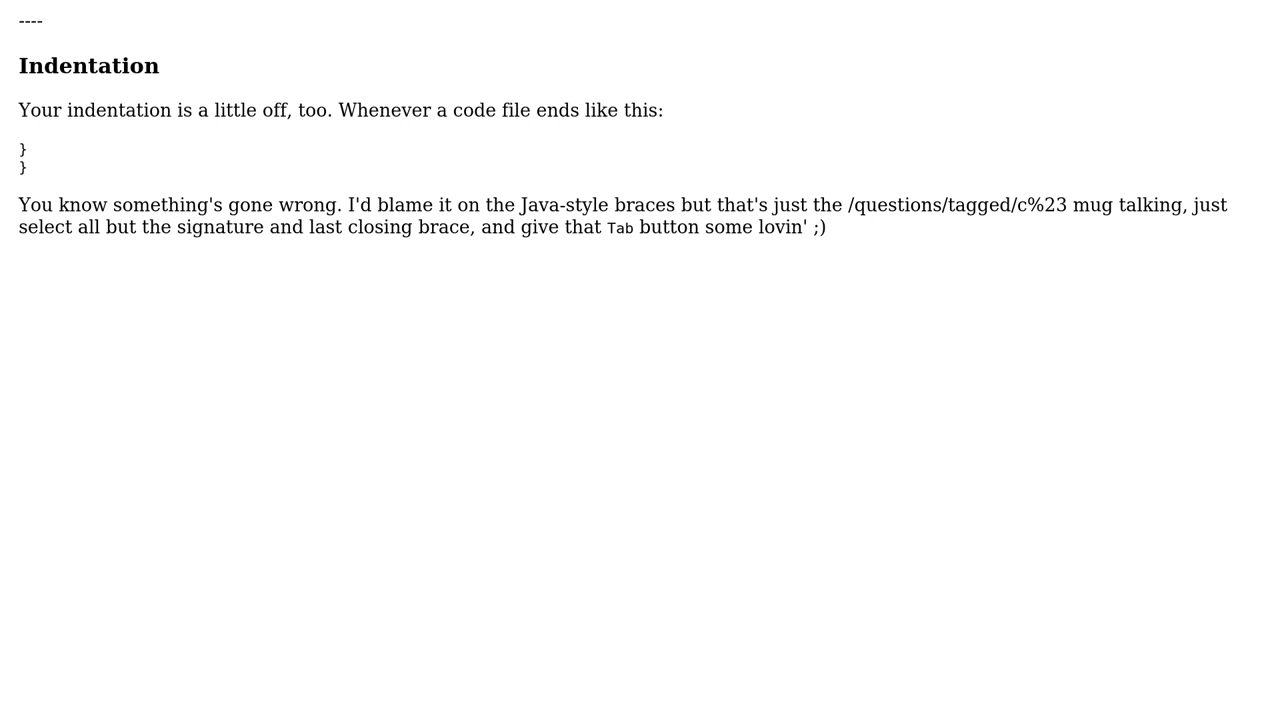 ----
Indentation
Your indentation is a little off, too. Whenever a code file ends like this:
}
}
You know something's gone wrong. I'd blame it on the Java-style braces but that's just the /questions/tagged/c%23 mug talking, just
select all but the signature and last closing brace, and give that Tab button some lovin' ;)